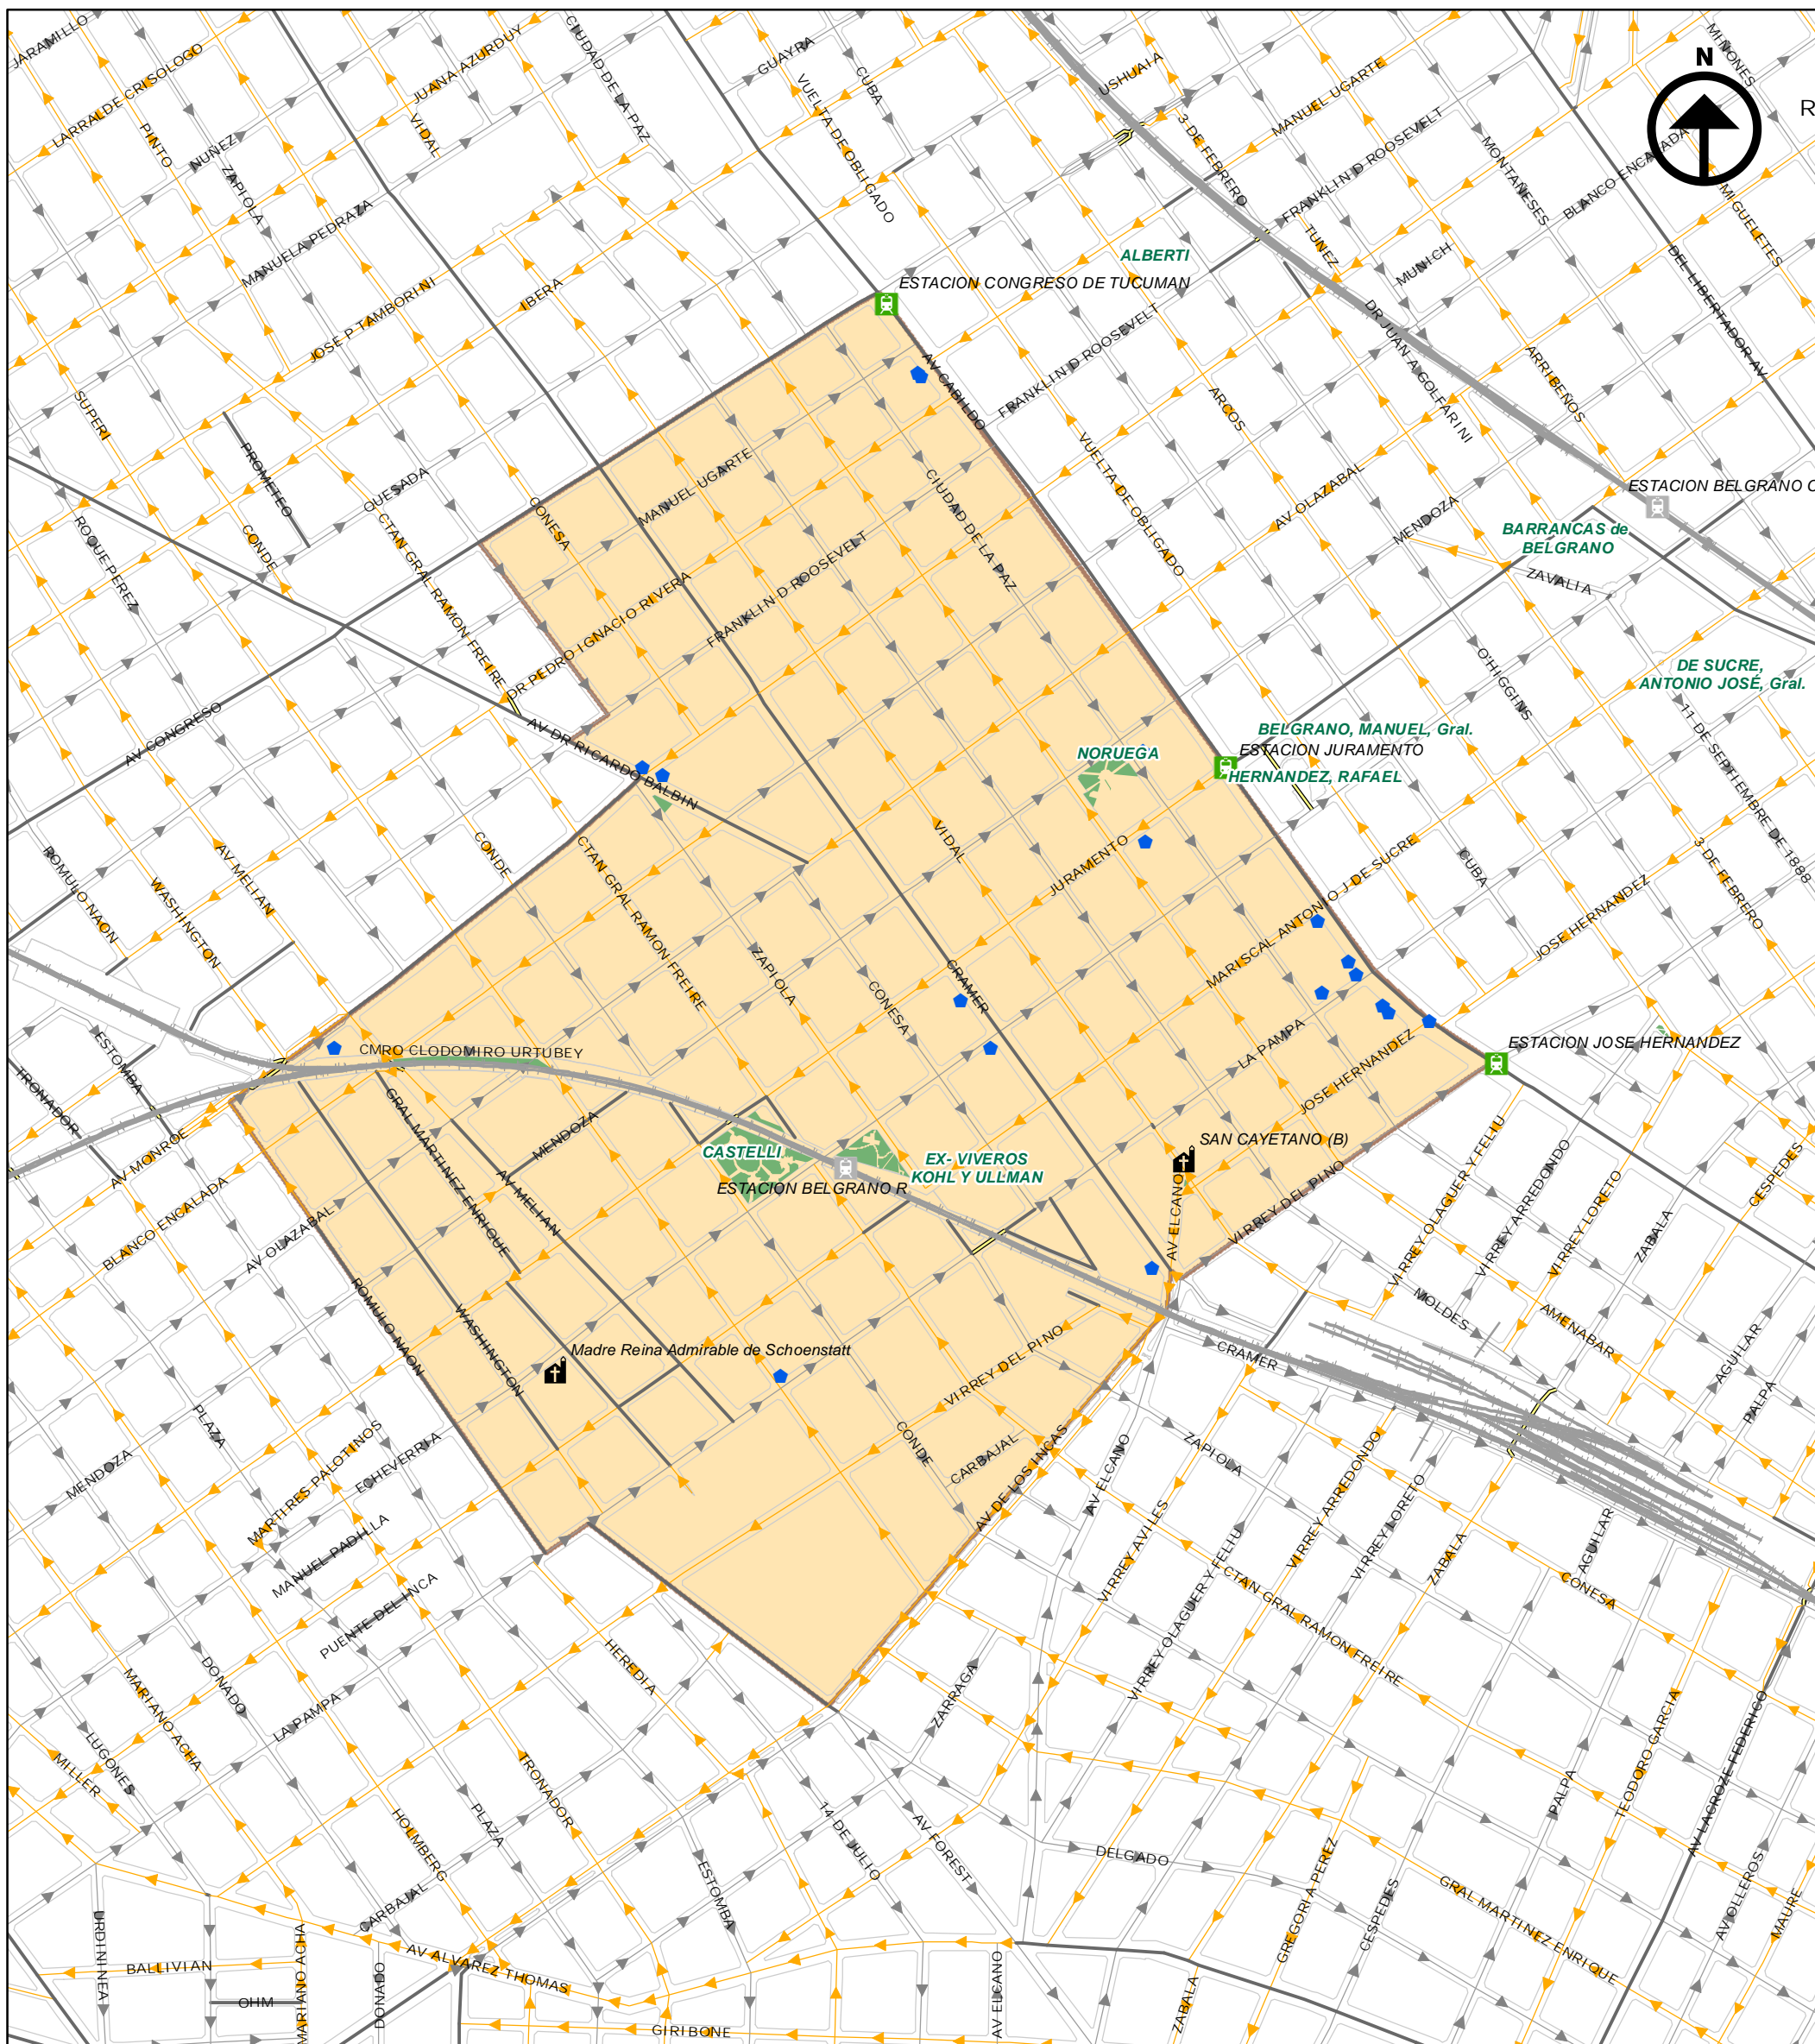 JARAMILLO
LARRALDE CRISOLOGO
PINTO
NUÑEZ
ZAPIOLA
MANUELA PEDRAZA
JUANA AZURDUY
VIDAL
CIUDAD DE LA PAZ
GUAYRA
CUBA
VUELTA DE OBLIGADO
USHUAIA
3 DE FEBRERO
MANUEL UGARTE
FRANKLIN D ROOSEVELT
MONTAÑESES
MIÑONES
BLANCO ENCALADA
MIGUELETES
N
R
TUNEZ
MUNICH
DEL LIBERTADOR AV
JOSE P TAMBORINI
IBERA
ALBERTI
ESTACION CONGRESO DE TUCUMAN
FRANKLIN D ROOSEVELT
DR JUAN A GOLFARINI
ARRIBEÑOS
ARCOS
AV CABILDO
SUPERI
PROMETEO
QUESADA
CONDE
CTAN GRAL RAMON FREIRE
ROQUE PEREZ
CONESA
MANUEL UGARTE
CIUDAD DE LA PAZ
VUELTA DE OBLIGADO
AV OLAZABAL
MENDOZA
ESTACION BELGRANO C
BARRANCAS de
BELGRANO
ZAVALIA
DR PEDRO IGNACIO RIVERA
FRANKLIN D ROOSEVELT
O'HIGGINS
DE SUCRE,
ANTONIO JOSÉ, Gral.
11 DE SEPTIEMBRE DE 1888
AV CONGRESO
AV DR RICARDO BALBIN
NORUEGA
BELGRANO, MANUEL, Gral.
ESTACION JURAMENTO
HERNANDEZ, RAFAEL
ROMULO NAON
WASHINGTON
AV MELIAN
CONDE
CTAN GRAL RAMON FREIRE
VIDAL
JURAMENTO
CUBA
3 DE FEBRERO
MARISCAL ANTONIO J DE SUCRE
JOSE HERNANDEZ
ZAPIOLA
CONESA
CRAMER
LA PAMPA
JOSE HERNANDEZ
ESTACION JOSE HERNANDEZ
ESTOMBA
TRONADOR
CMRO CLODOMIRO URTUBEY
GRAL MARTINEZ ENRIQUE
MENDOZA
AV MELIAN
CASTELLI
EX- VIVEROS
KOHL Y ULLMAN
ESTACION BELGRANO R
SAN CAYETANO (B)
AV ELCANO
VIRREY DEL PINO
AV MONROE
BLANCO ENCALADA
AV OLAZABAL
ROMULO NAON
WASHINGTON
Madre Reina Admirable de Schoenstatt
VIRREY DEL PINO
CONDE
CARBAJAL
AV DE LOS INCAS
AV ELCANO
CRAMER
MOLDES
VIRREY OLAGUER Y FELIU
VIRREY ARREDONDO
VIRREY LORETO
ZABALA
CESPEDES
AMENABAR
AGUILAR
PALPA
PLAZA
MENDOZA
MARTIRES PALOTINOS
ECHEVERRIA
MANUEL PADILLA
PUENTE DEL INCA
ZAPIOLA
VIRREY AVILES
VIRREY ARREDONDO
VIRREY LORETO
VIRREY OLAGUER Y FELIU
CTAN GRAL RAMON FREIRE
ZABALA
AGUILAR
CONESA
MARIANO ACHA
DONADO
LA PAMPA
LUGONES
MILLER
HEREDIA
TRONADOR
HOLMBERG
PLAZA
ZARRAGA
14 DE JULIO
AV FOREST
ESTOMBA
DELGADO
PALPA
TEODORO GARCIA
AV LACROZE FEDERICO
GREGORIA PEREZ
CESPEDES
GRAL MARTINEZ ENRIQUE
AV OLLEROS
MAURE
CARBAJAL
AV ALVAREZ THOMAS
URDININEA
BALLIVIAN
OHM
MARIANO ACHA
DONADO
GIRIBONE
AV ELCANO
ZABALA